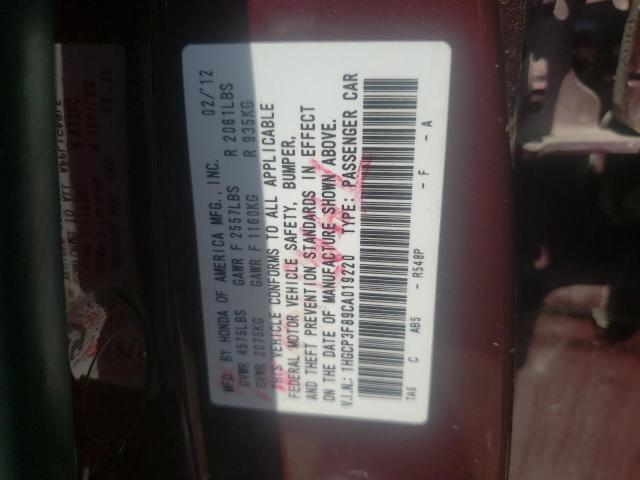 MFD BY HONDA OF AMERICA MFG., INC. 02/'12
GVWR 4575LBS GAWR F 2557LBS R 2061LBS
GVWR 2075KG GAWR F 1160KG R 935KG
THIS VEHICLE CONFORMS TO ALL APPLICABLE
FEDERAL MOTOR VEHICLE SAFETY, BUMPER,
AND THEFT PREVENTION STANDARDS IN EFFECT
ON THE DATE OF MANUFACTURE SHOWN ABOVE.
V.I.N.: 1HGCP3F89CA019220 TYPE: PASSENGER CAR
TA6 C AB5 - R548P - F - A